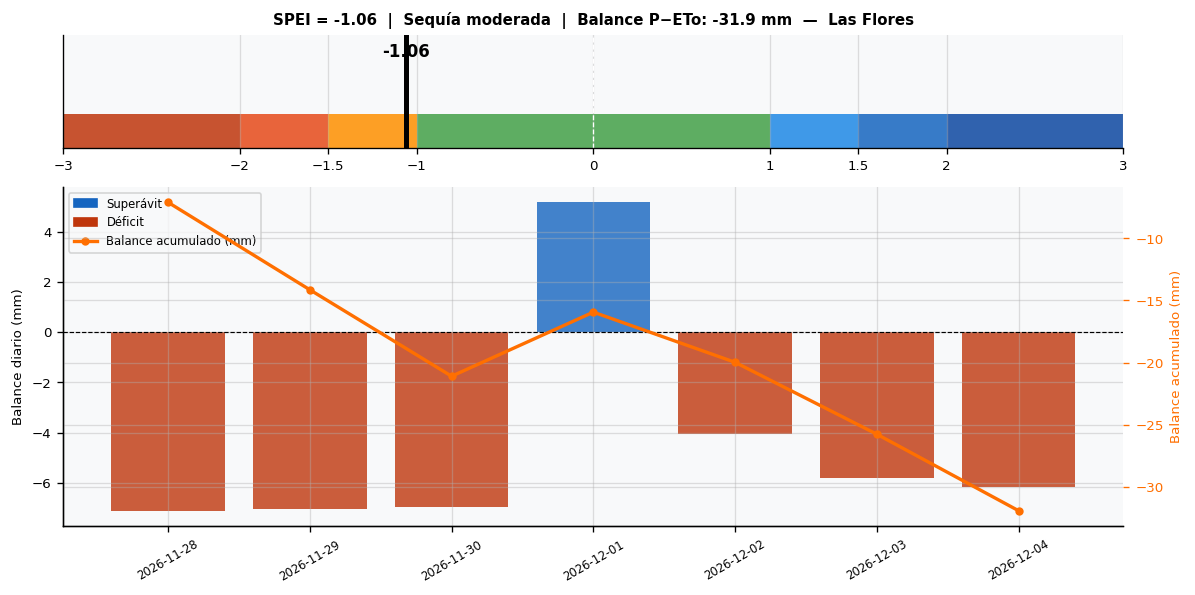 SPEI = -1.06  |  Sequía moderada  |  Balance P−ETo: -31.9 mm  —  Las Flores
-1.06
−3 −2 −1.5 −1 0 1 1.5 2 3
Superávit
Déficit
Balance acumulado (mm)
Balance diario (mm)
4
2
0
−2
−4
−6
−10
−15
−20
−25
−30
Balance acumulado (mm)
2026-11-28 2026-11-29 2026-11-30 2026-12-01 2026-12-02 2026-12-03 2026-12-04